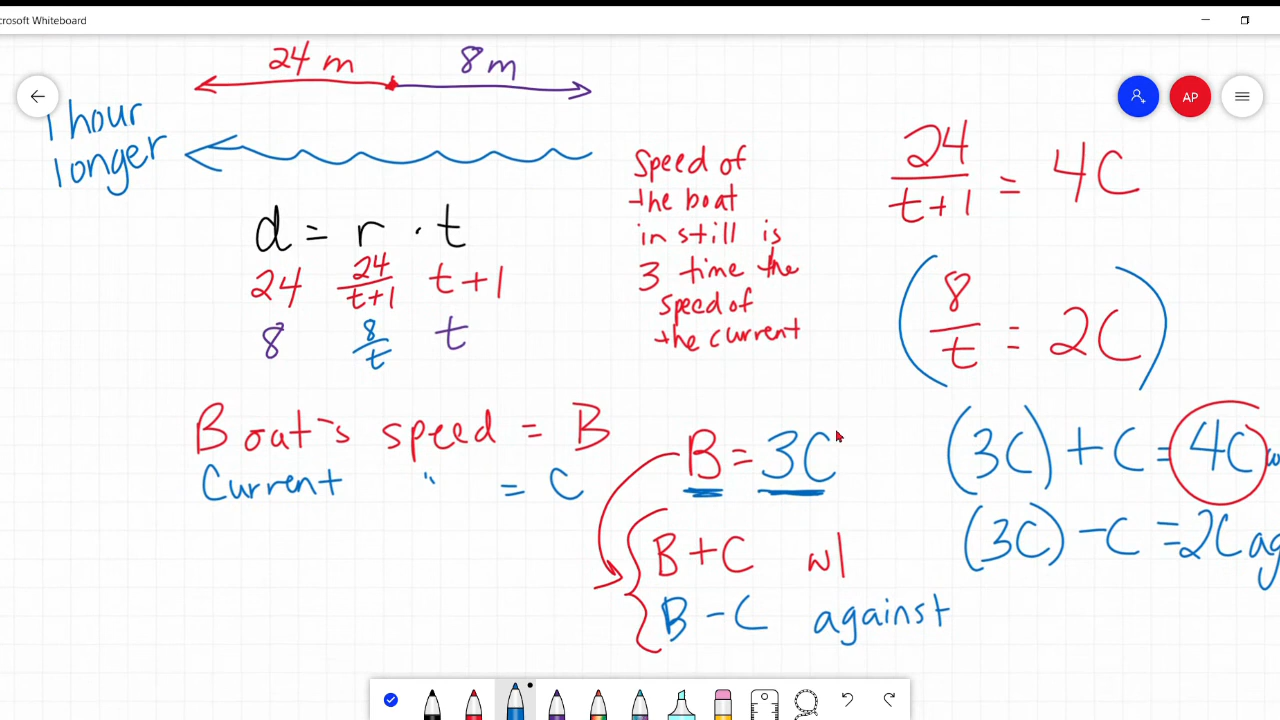 crosoft Whiteboard
24 m
8 m
1 hour
longer
d = r · t
24 24/t+1 t+1
8 8/t t
Speed of
the boat
in still is
3 time the
speed of
the current
24/t+1 = 4C
(8/t = 2C)
Boat's speed = B
Current " = C
B = 3C
B + C w/
B - C against
(3C) + C = 4C
(3C) - C = 2C ag
AP